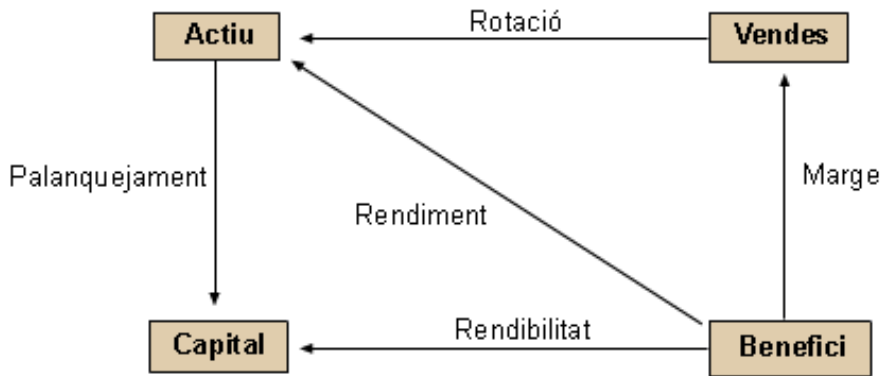 Actiu
Rotació
Vendes
Palanquejament
Marge
Rendiment
Capital
Rendibilitat
Benefici